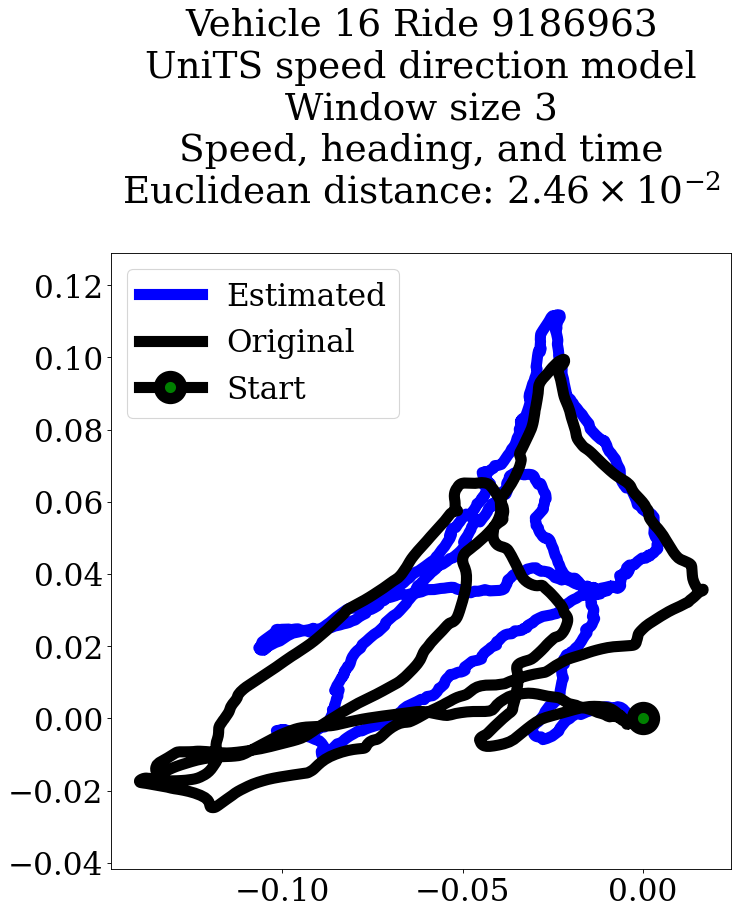 Vehicle 16 Ride 9186963
UniTS speed direction model
Window size 3
Speed, heading, and time
Euclidean distance: 2.46 × 10⁻²
Estimated
Original
Start
0.12
0.10
0.08
0.06
0.04
0.02
0.00
−0.02
−0.04
−0.10
−0.05
0.00